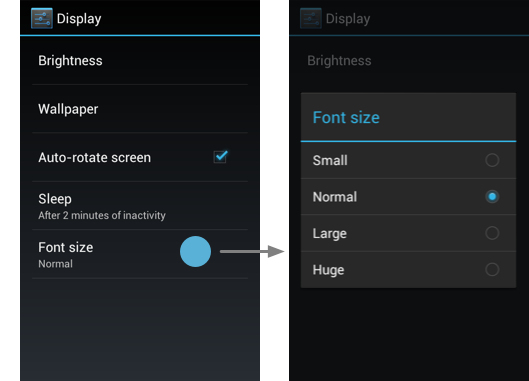 Display
Brightness
Wallpaper
Auto-rotate screen
Sleep
After 2 minutes of inactivity
Font size
Normal
Display
Brightness
Font size
Small
Normal
Large
Huge